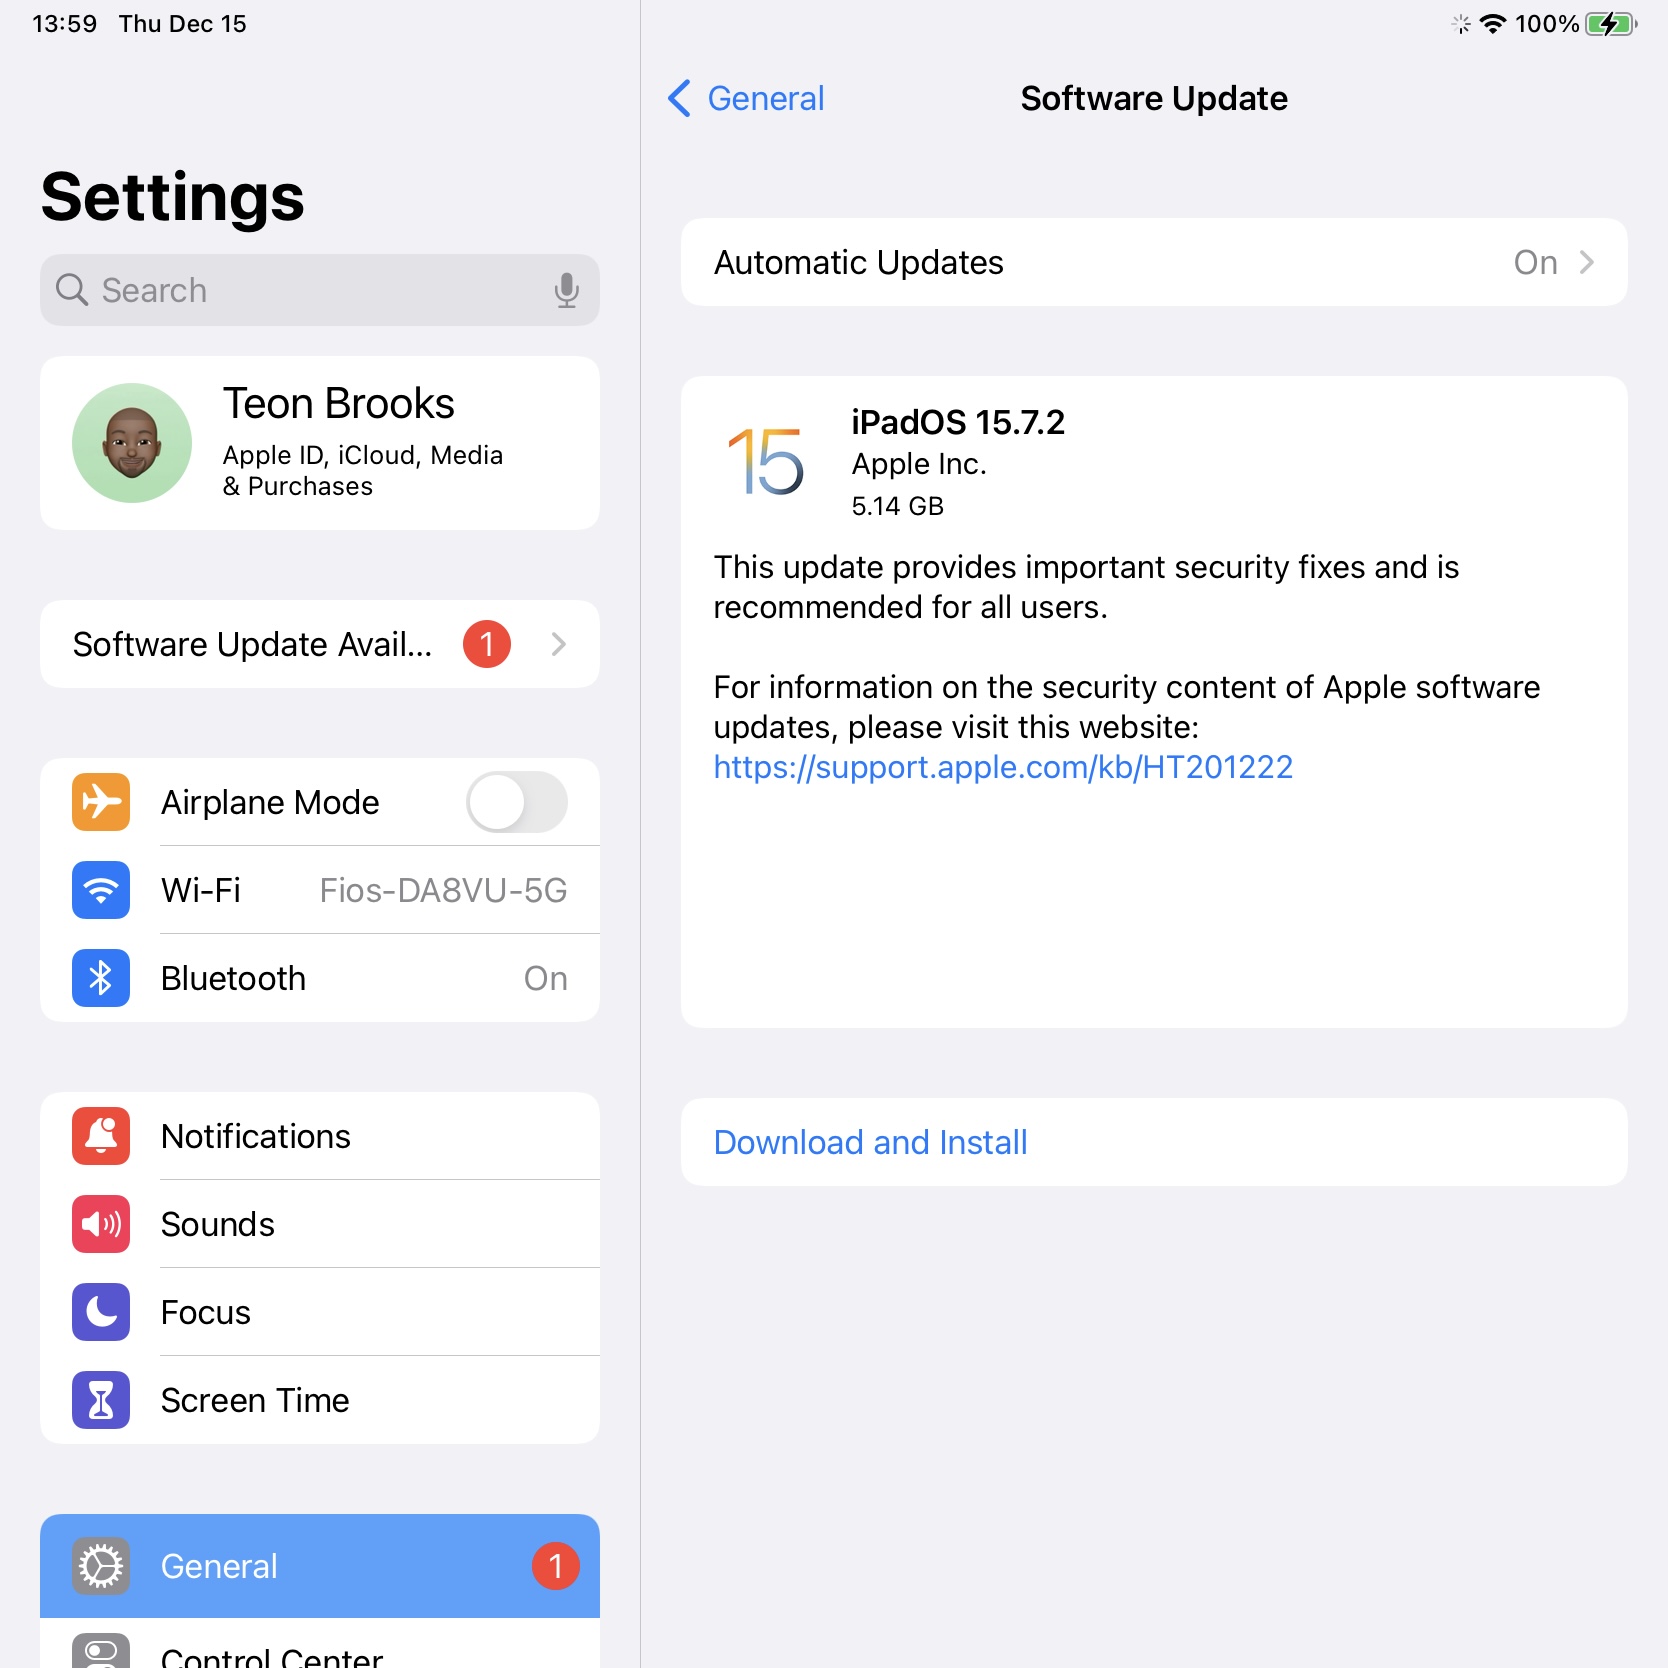 13:59 Thu Dec 15
100%
Settings
Search
Teon Brooks
Apple ID, iCloud, Media
& Purchases
Software Update Avail... 1
Airplane Mode
Wi-Fi Fios-DA8VU-5G
Bluetooth On
Notifications
Sounds
Focus
Screen Time
General 1
Control Center
General
Software Update
Automatic Updates On
15
iPadOS 15.7.2
Apple Inc.
5.14 GB
This update provides important security fixes and is
recommended for all users.
For information on the security content of Apple software
updates, please visit this website:
https://support.apple.com/kb/HT201222
Download and Install